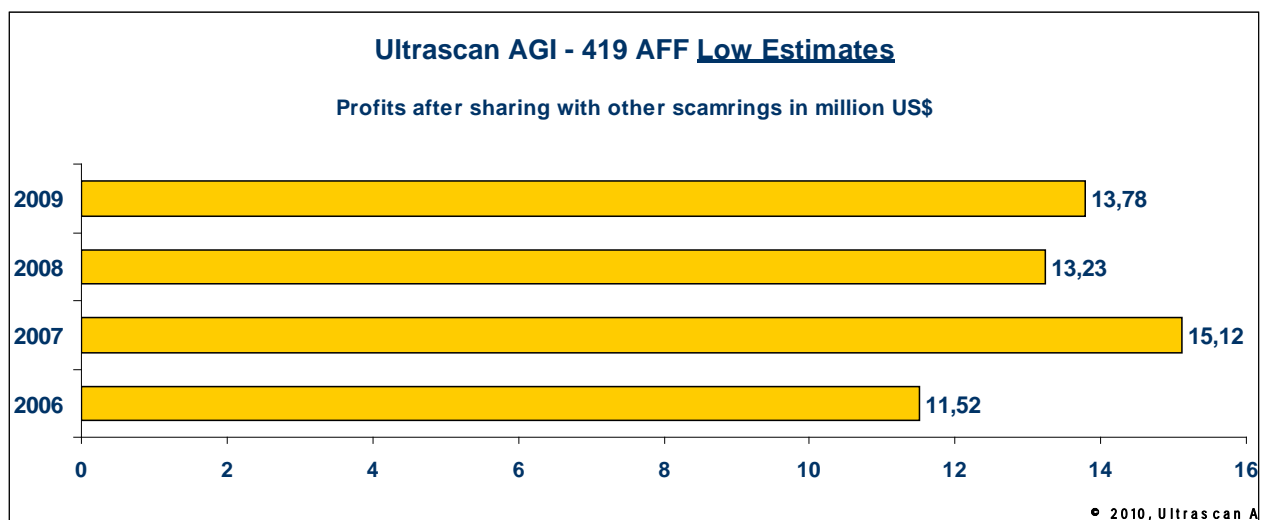 Ultrascan AGI - 419 AFF Low Estimates
Profits after sharing with other scamrings in million US$
2009 13,78
2008 13,23
2007 15,12
2006 11,52
0 2 4 6 8 10 12 14 16
© 2010, Ultrascan A